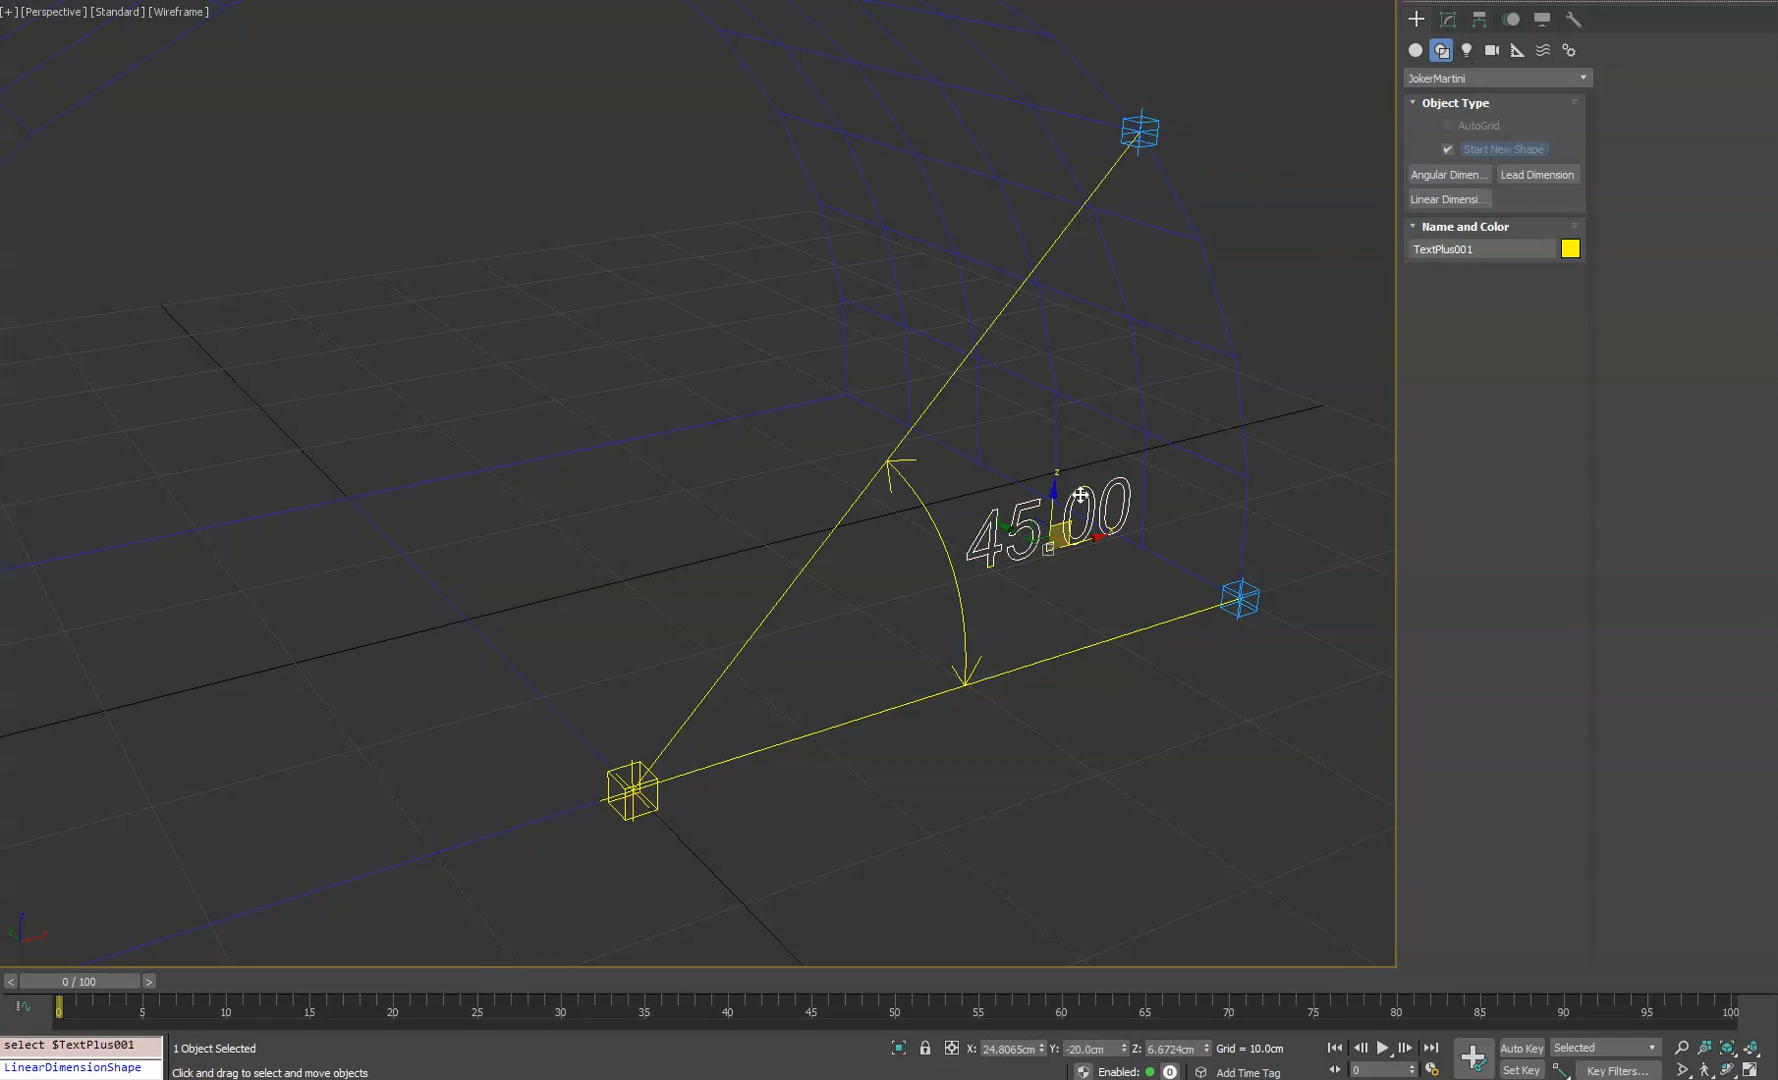 [+] [Perspective] [Standard] [Wireframe]
JokerMartini
Object Type
AutoGrid
Start New Shape
Angular Dimen... Lead Dimension
Linear Dimensi...
Name and Color
TextPlus001
z
45.00
z
x
< 0 / 100 >
0 5 10 15 20 25 30 35 40 45 50 55 60 65 70 75 80 85 90 95 100
select $TextPlus001
LinearDimensionShape
1 Object Selected
Click and drag to select and move objects
X: 24.8065cm Y: -20.0cm Z: 6.6724cm Grid = 10.0cm
Enabled: 0 Add Time Tag
0
Auto Key Selected
Set Key Key Filters...